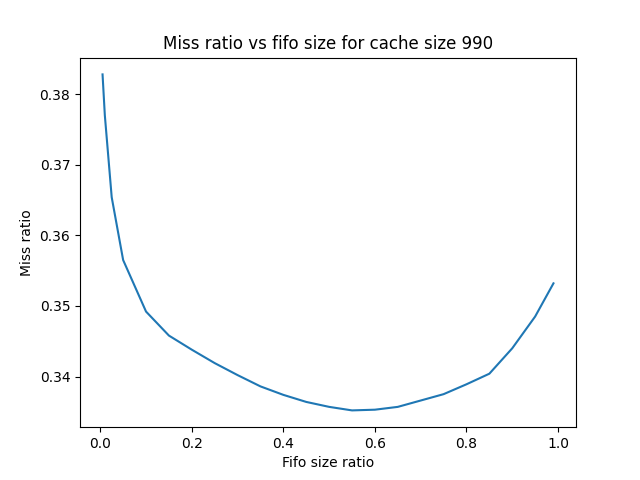 Miss ratio vs fifo size for cache size 990
Miss ratio
0.38
0.37
0.36
0.35
0.34
0.0 0.2 0.4 0.6 0.8 1.0
Fifo size ratio